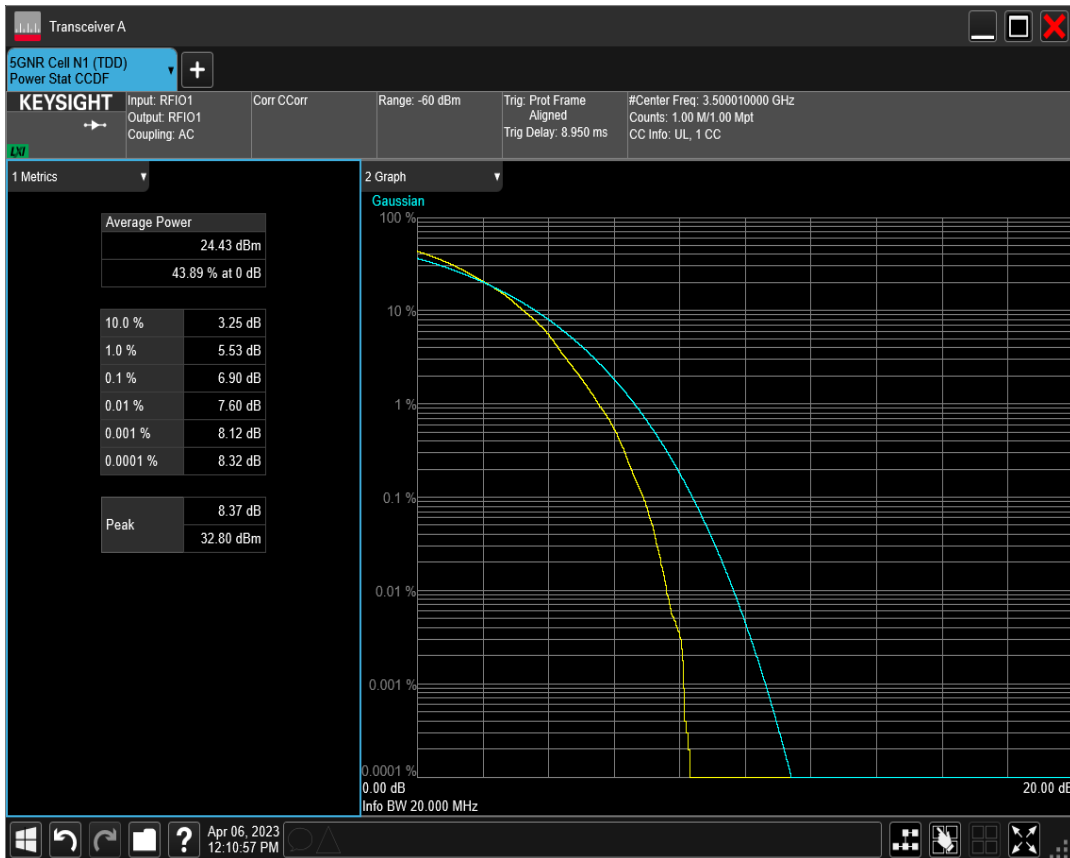 Transceiver A
5GNR Cell N1 (TDD)
Power Stat CCDF
+
KEYSIGHT
LXI
Input: RFIO1
Output: RFIO1
Coupling: AC
Corr CCorr
Range: -60 dBm
Trig: Prot Frame
Aligned
Trig Delay: 8.950 ms
#Center Freq: 3.500010000 GHz
Counts: 1.00 M/1.00 Mpt
CC Info: UL, 1 CC
1 Metrics
Average Power
24.43 dBm
43.89 % at 0 dB
10.0 % 3.25 dB
1.0 % 5.53 dB
0.1 % 6.90 dB
0.01 % 7.60 dB
0.001 % 8.12 dB
0.0001 % 8.32 dB
Peak
8.37 dB
32.80 dBm
2 Graph
Gaussian
100 %
10 %
1 %
0.1 %
0.01 %
0.001 %
0.0001 %
0.00 dB
20.00 dB
Info BW 20.000 MHz
?
Apr 06, 2023
12:10:57 PM